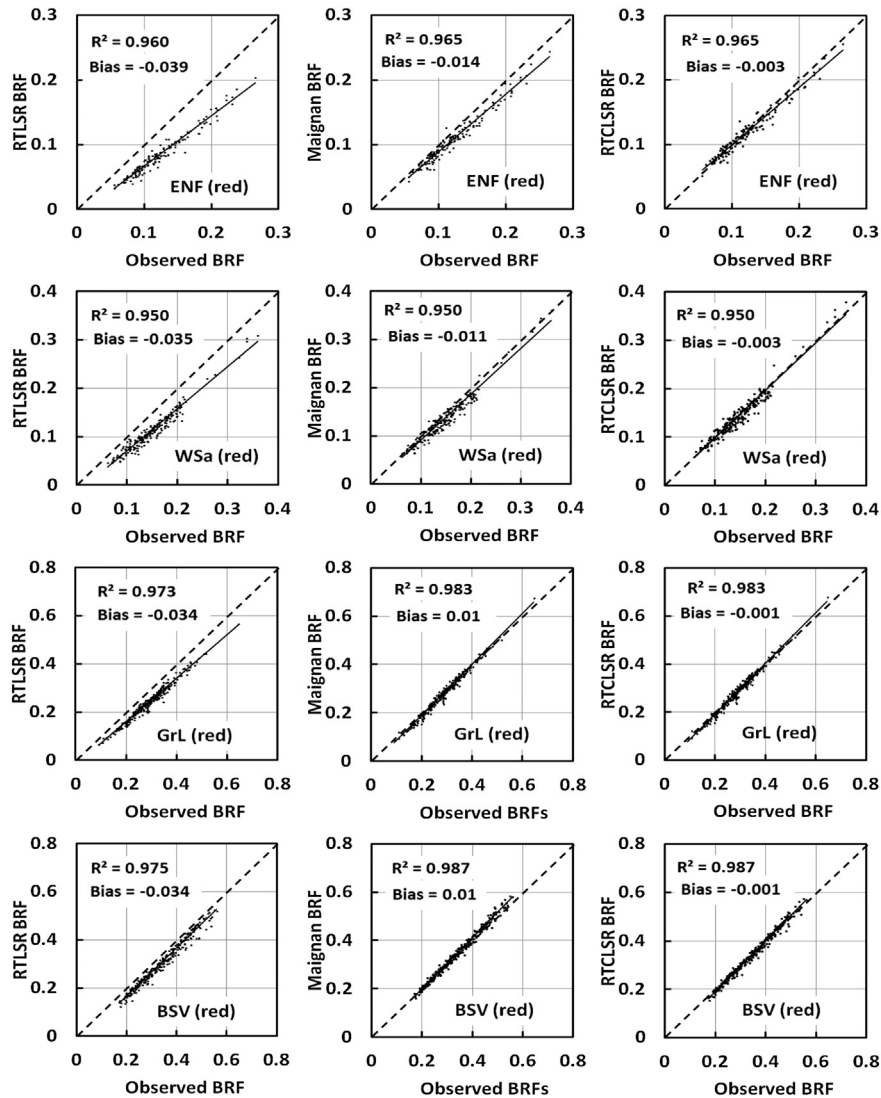 0.3
0.2
0.1
0
RTLSR BRF
R² = 0.960
Bias = -0.039
ENF (red)
0 0.1 0.2 0.3
Observed BRF
0.3
0.2
0.1
0
Maignan BRF
R² = 0.965
Bias = -0.014
ENF (red)
0 0.1 0.2 0.3
Observed BRF
0.3
0.2
0.1
0
RTCLSR BRF
R² = 0.965
Bias = -0.003
ENF (red)
0 0.1 0.2 0.3
Observed BRF
0.4
0.3
0.2
0.1
0
RTLSR BRF
R² = 0.950
Bias = -0.035
WSa (red)
0 0.1 0.2 0.3 0.4
Observed BRF
0.4
0.3
0.2
0.1
0
Maignan BRF
R² = 0.950
Bias = -0.011
WSa (red)
0 0.1 0.2 0.3 0.4
Observed BRF
0.4
0.3
0.2
0.1
0
RTCLSR BRF
R² = 0.950
Bias = -0.003
WSa (red)
0 0.1 0.2 0.3 0.4
Observed BRF
0.8
0.6
0.4
0.2
0
RTLSR BRF
R² = 0.973
Bias = -0.034
GrL (red)
0 0.2 0.4 0.6 0.8
Observed BRF
0.8
0.6
0.4
0.2
0
Maignan BRF
R² = 0.983
Bias = 0.01
GrL (red)
0 0.2 0.4 0.6 0.8
Observed BRFs
0.8
0.6
0.4
0.2
0
RTCLSR BRF
R² = 0.983
Bias = -0.001
GrL (red)
0 0.2 0.4 0.6 0.8
Observed BRF
0.8
0.6
0.4
0.2
0
RTLSR BRF
R² = 0.975
Bias = -0.034
BSV (red)
0 0.2 0.4 0.6 0.8
Observed BRF
0.8
0.6
0.4
0.2
0
Maignan BRF
R² = 0.987
Bias = 0.01
BSV (red)
0 0.2 0.4 0.6 0.8
Observed BRFs
0.8
0.6
0.4
0.2
0
RTCLSR BRF
R² = 0.987
Bias = -0.001
BSV (red)
0 0.2 0.4 0.6 0.8
Observed BRFs